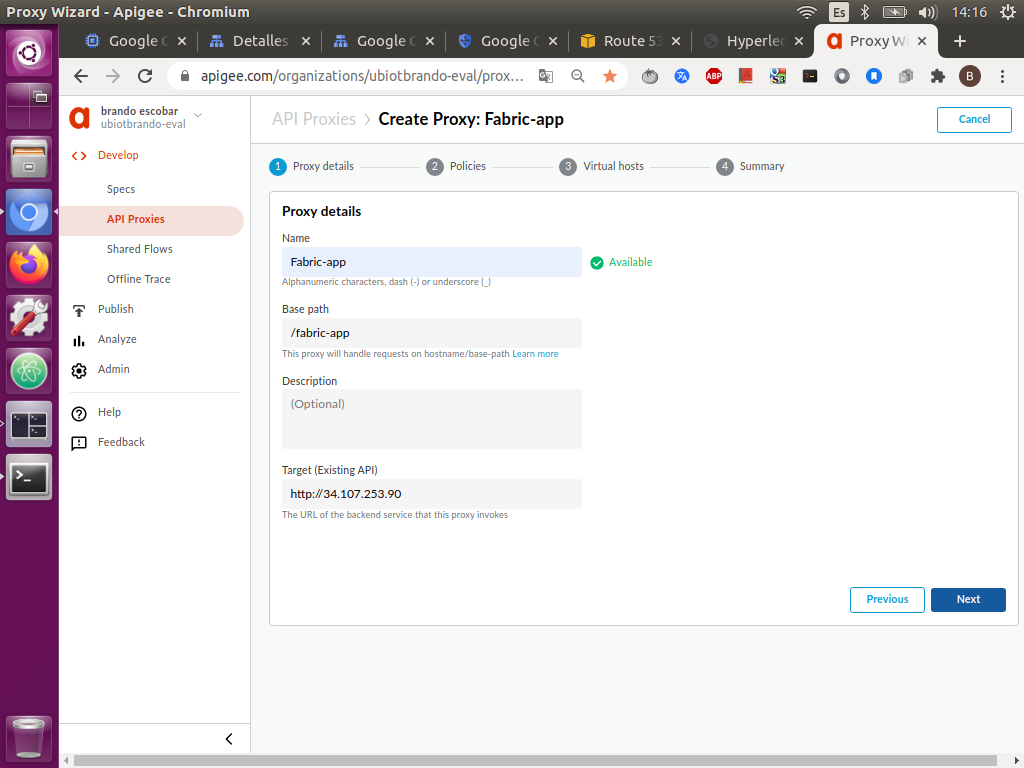 Proxy Wizard - Apigee - Chromium
Es
14:16
Google C
Detalles
Google C
Google C
Route 53
Hyperlec
Proxy Wi
apigee.com/organizations/ubiotbrando-eval/prox...
ABP
S3
B
brando escobar
ubiotbrando-eval
Develop
Specs
API Proxies
Shared Flows
Offline Trace
Publish
Analyze
Admin
Help
Feedback
API Proxies > Create Proxy: Fabric-app
Cancel
1 Proxy details
2 Policies
3 Virtual hosts
4 Summary
Proxy details
Name
Fabric-app
Available
Alphanumeric characters, dash (-) or underscore (_)
Base path
/fabric-app
This proxy will handle requests on hostname/base-path Learn more
Description
(Optional)
Target (Existing API)
http://34.107.253.90
The URL of the backend service that this proxy invokes
Previous
Next